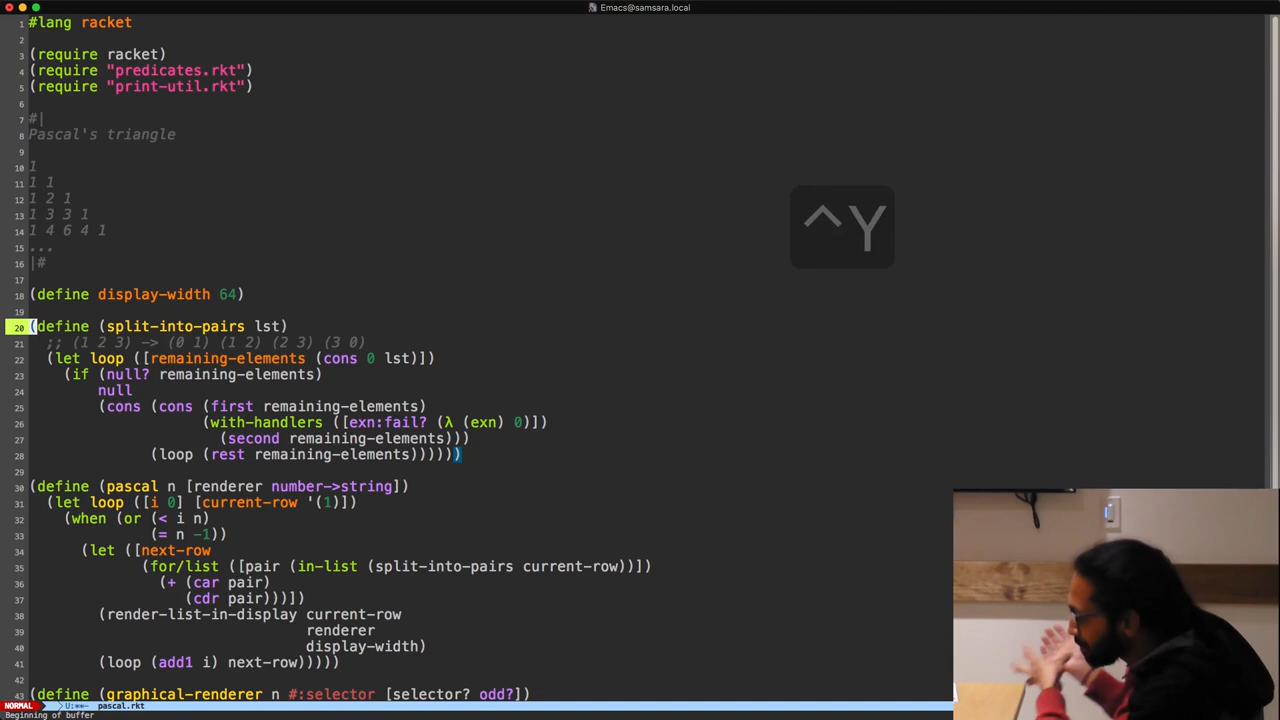 Emacs@samsara.local
1 #lang racket
2
3 (require racket)
4 (require "predicates.rkt")
5 (require "print-util.rkt")
6
7 #|
8 Pascal's triangle
9
10 1
11 1 1
12 1 2 1
13 1 3 3 1
14 1 4 6 4 1
15 ...
16 |#
17
18 (define display-width 64)
19
20 (define (split-into-pairs lst)
21 ;; (1 2 3) -> (0 1) (1 2) (2 3) (3 0)
22 (let loop ([remaining-elements (cons 0 lst)])
23 (if (null? remaining-elements)
24 null
25 (cons (cons (first remaining-elements)
26 (with-handlers ([exn:fail? (λ (exn) 0)])
27 (second remaining-elements)))
28 (loop (rest remaining-elements))))))
29
30 (define (pascal n [renderer number->string])
31 (let loop ([i 0] [current-row '(1)])
32 (when (or (< i n)
33 (= n -1))
34 (let ([next-row
35 (for/list ([pair (in-list (split-into-pairs current-row))])
36 (+ (car pair)
37 (cdr pair)))])
38 (render-list-in-display current-row
39 renderer
40 display-width)
41 (loop (add1 i) next-row)))))
42
43 (define (graphical-renderer n #:selector [selector? odd?])
NORMAL U:**- pascal.rkt
Beginning of buffer
^Y